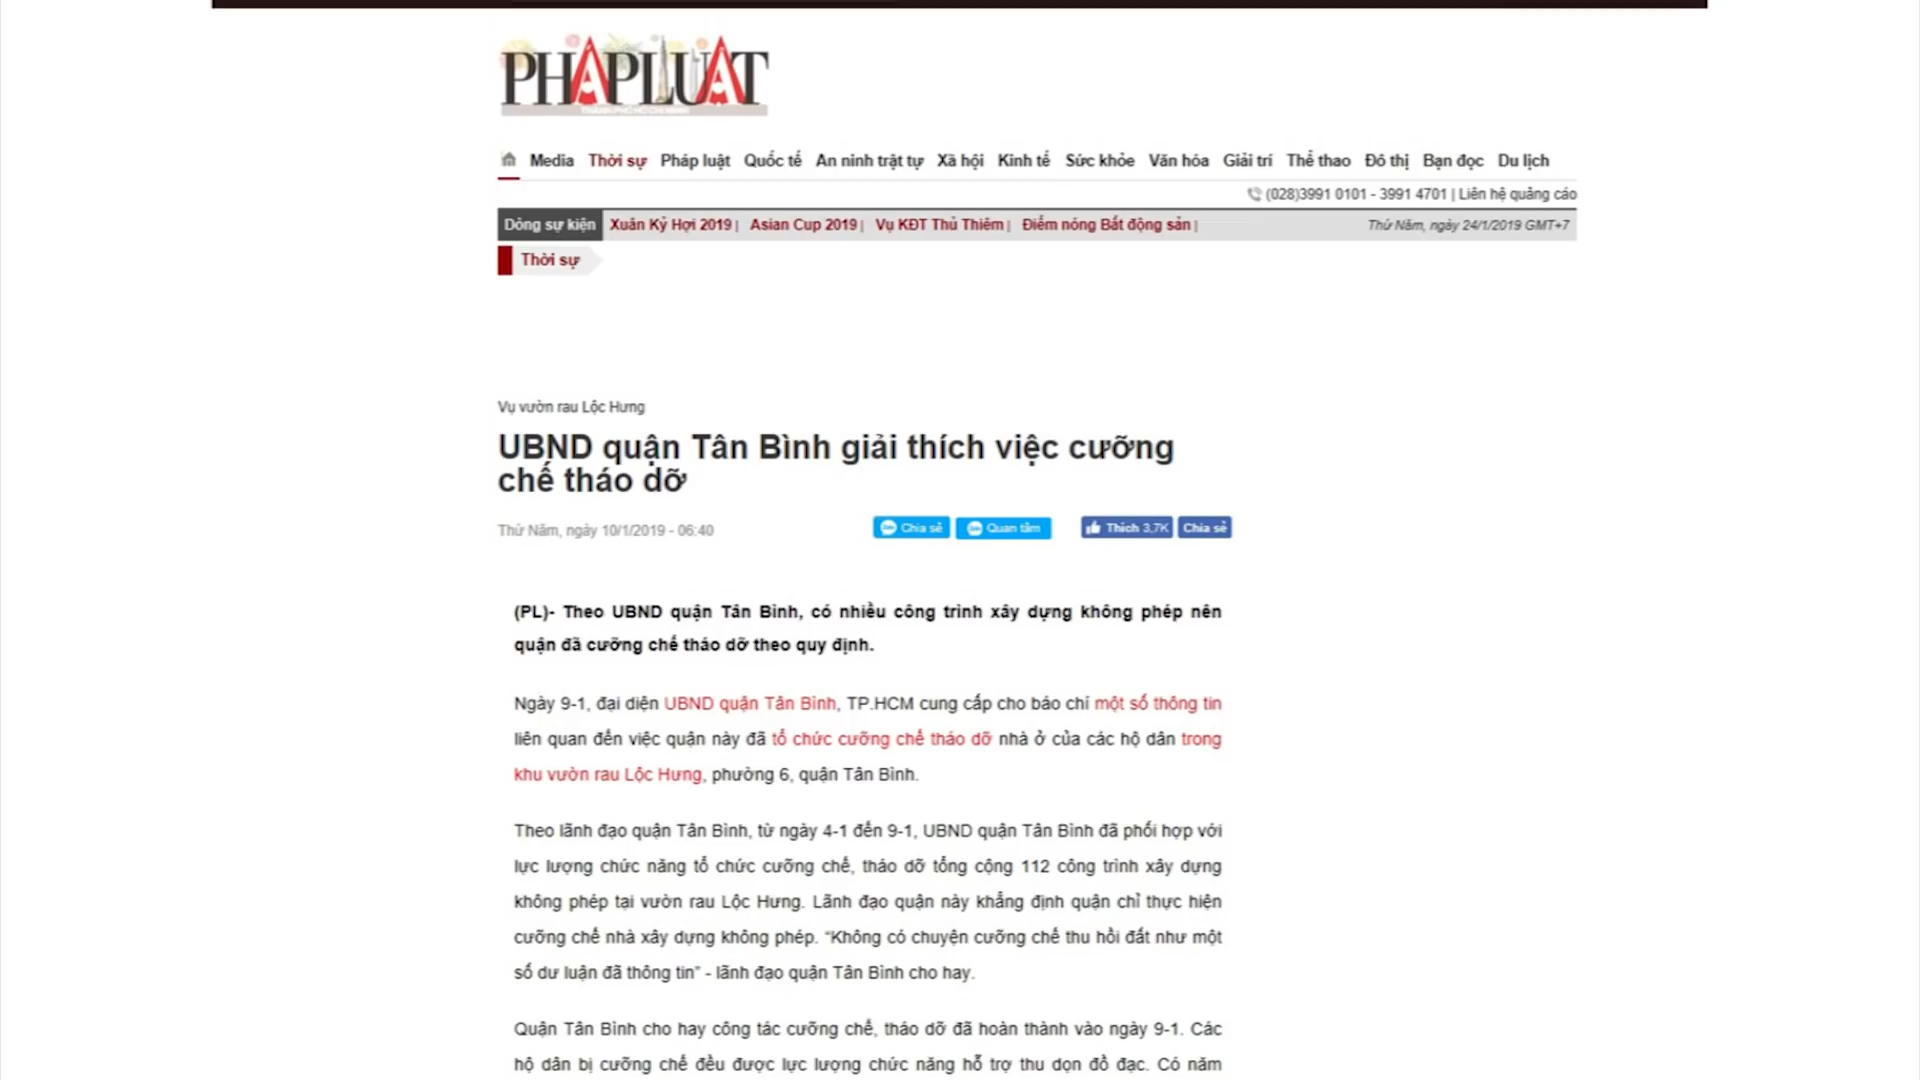 PHÁPLUẬT
Media Thời sự Pháp luật Quốc tế An ninh trật tự Xã hội Kinh tế Sức khỏe Văn hóa Giải trí Thể thao Đô thị Bạn đọc Du lịch
(028)3991 0101 - 3991 4701 | Liên hệ quảng cáo
Dòng sự kiện Xuân Kỷ Hợi 2019 | Asian Cup 2019 | Vụ KĐT Thủ Thiêm | Điểm nóng Bất động sản | Thứ Năm, ngày 24/1/2019 GMT+7
Thời sự
Vụ vườn rau Lộc Hưng
UBND quận Tân Bình giải thích việc cưỡng
chế tháo dỡ
Thứ Năm, ngày 10/1/2019 - 06:40 Chia sẻ Quan tâm Thích 3,7K Chia sẻ
(PL)- Theo UBND quận Tân Bình, có nhiều công trình xây dựng không phép nên
quận đã cưỡng chế tháo dỡ theo quy định.
Ngày 9-1, đại diện UBND quận Tân Bình, TP.HCM cung cấp cho báo chí một số thông tin
liên quan đến việc quận này đã tổ chức cưỡng chế tháo dỡ nhà ở của các hộ dân trong
khu vườn rau Lộc Hưng, phường 6, quận Tân Bình.
Theo lãnh đạo quận Tân Bình, từ ngày 4-1 đến 9-1, UBND quận Tân Bình đã phối hợp với
lực lượng chức năng tổ chức cưỡng chế, tháo dỡ tổng cộng 112 công trình xây dựng
không phép tại vườn rau Lộc Hưng. Lãnh đạo quận này khẳng định quận chỉ thực hiện
cưỡng chế nhà xây dựng không phép. “Không có chuyện cưỡng chế thu hồi đất như một
số dư luận đã thông tin” - lãnh đạo quận Tân Bình cho hay.
Quận Tân Bình cho hay công tác cưỡng chế, tháo dỡ đã hoàn thành vào ngày 9-1. Các
hộ dân bị cưỡng chế đều được lực lượng chức năng hỗ trợ thu dọn đồ đạc. Có năm